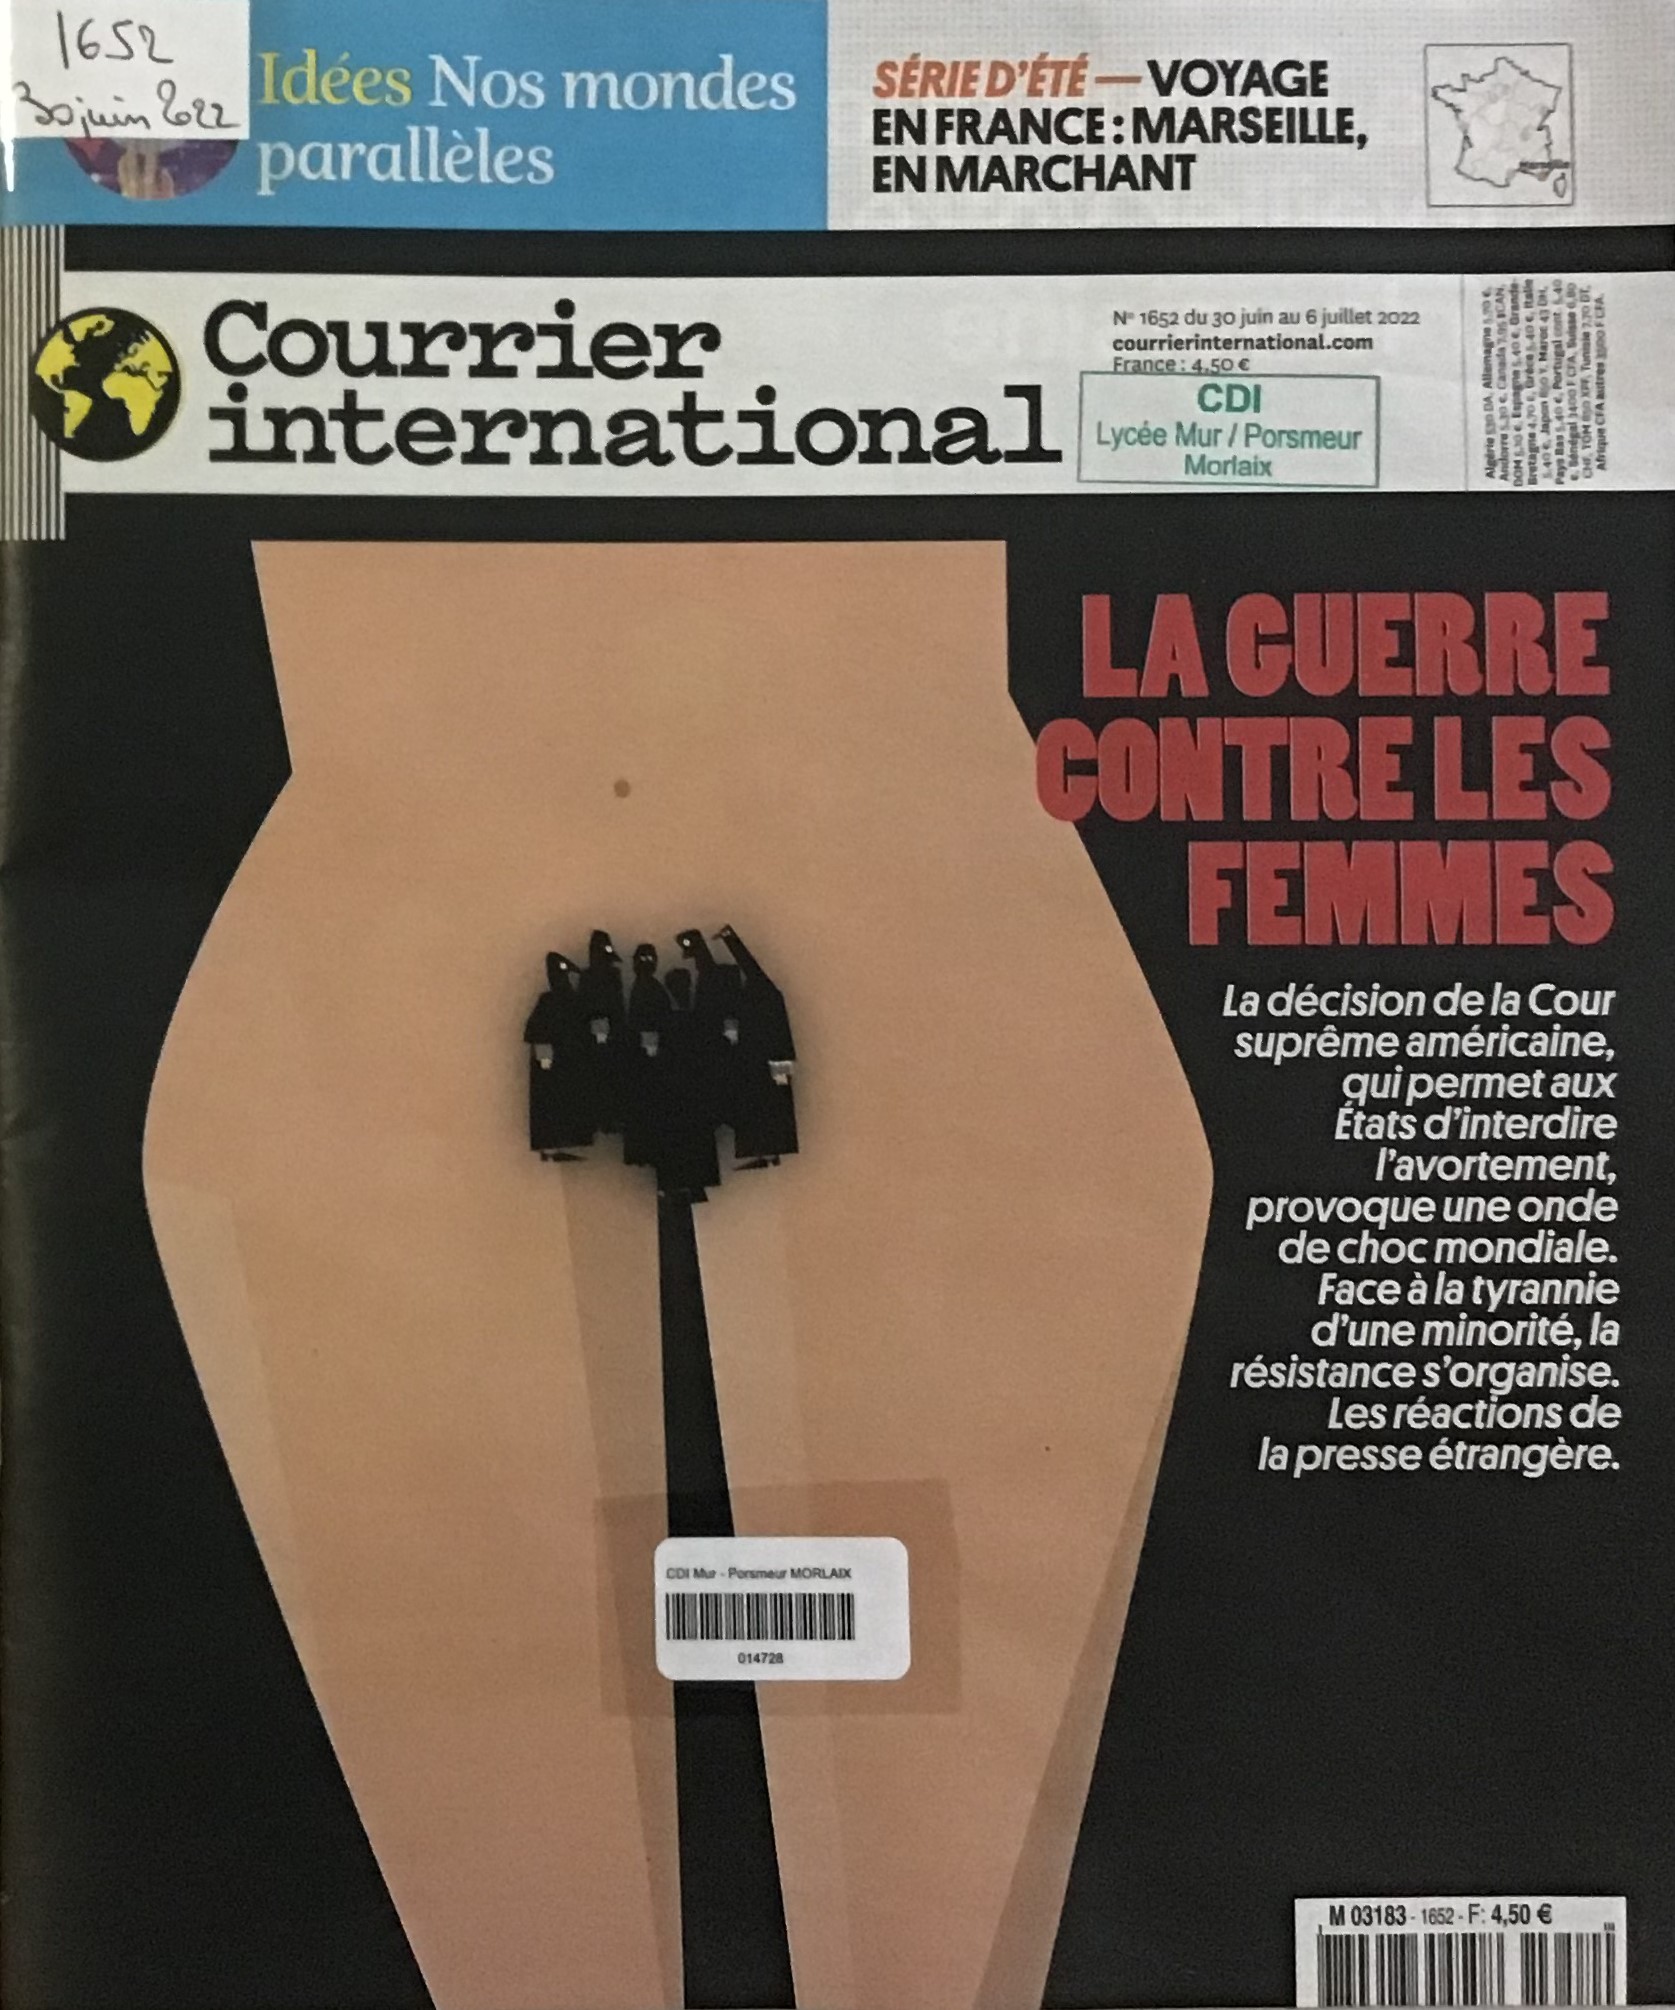 1652
30 juin 2022
Idées Nos mondes
parallèles
SÉRIE D'ÉTÉ — VOYAGE
EN FRANCE : MARSEILLE,
EN MARCHANT
Marseille
Courrier
international
N° 1652 du 30 juin au 6 juillet 2022
courrierinternational.com
France : 4,50 €
CDI
Lycée Mur / Porsmeur
Morlaix
LA GUERRE
CONTRE LES
FEMMES
La décision de la Cour
suprême américaine,
qui permet aux
États d'interdire
l'avortement,
provoque une onde
de choc mondiale.
Face à la tyrannie
d'une minorité, la
résistance s'organise.
Les réactions de
la presse étrangère.
CDI Mur - Porsmeur MORLAIX
014728
M 03183 - 1652 - F: 4,50 €